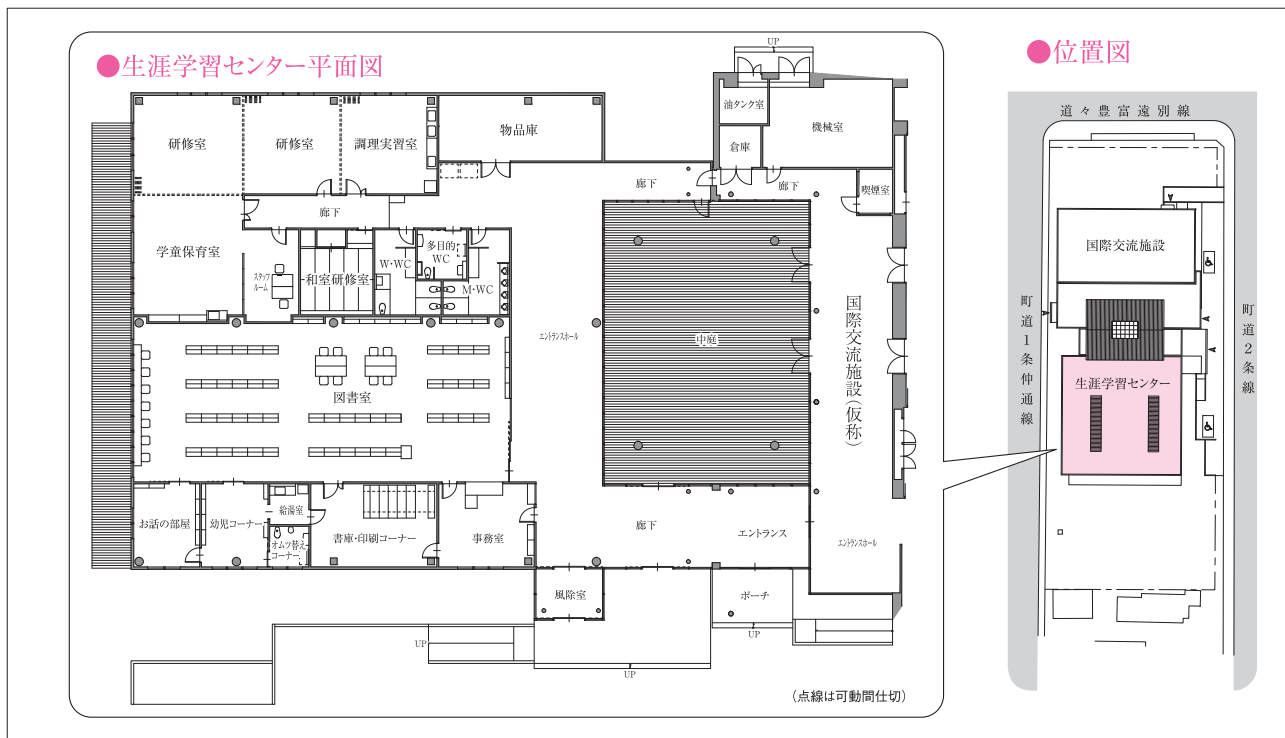 ●生涯学習センター平面図
UP
油タンク室
機械室
物品庫
倉庫
研修室
研修室
調理実習室
廊下
廊下
喫煙室
廊下
学童保育室
スタッフルーム
和室研修室
W・WC
多目的
WC
M・WC
エントランスホール
中庭
国際交流施設(仮称)
図書室
お話の部屋
幼児コーナー
給湯室
オムツ替え
コーナー
書庫・印刷コーナー
事務室
廊下
エントランス
エントランスホール
風除室
ポーチ
UP
UP
UP
(点線は可動間仕切)
●位置図
道々豊富遠別線
国際交流施設
町道1条仲通線
町道2条線
生涯学習センター